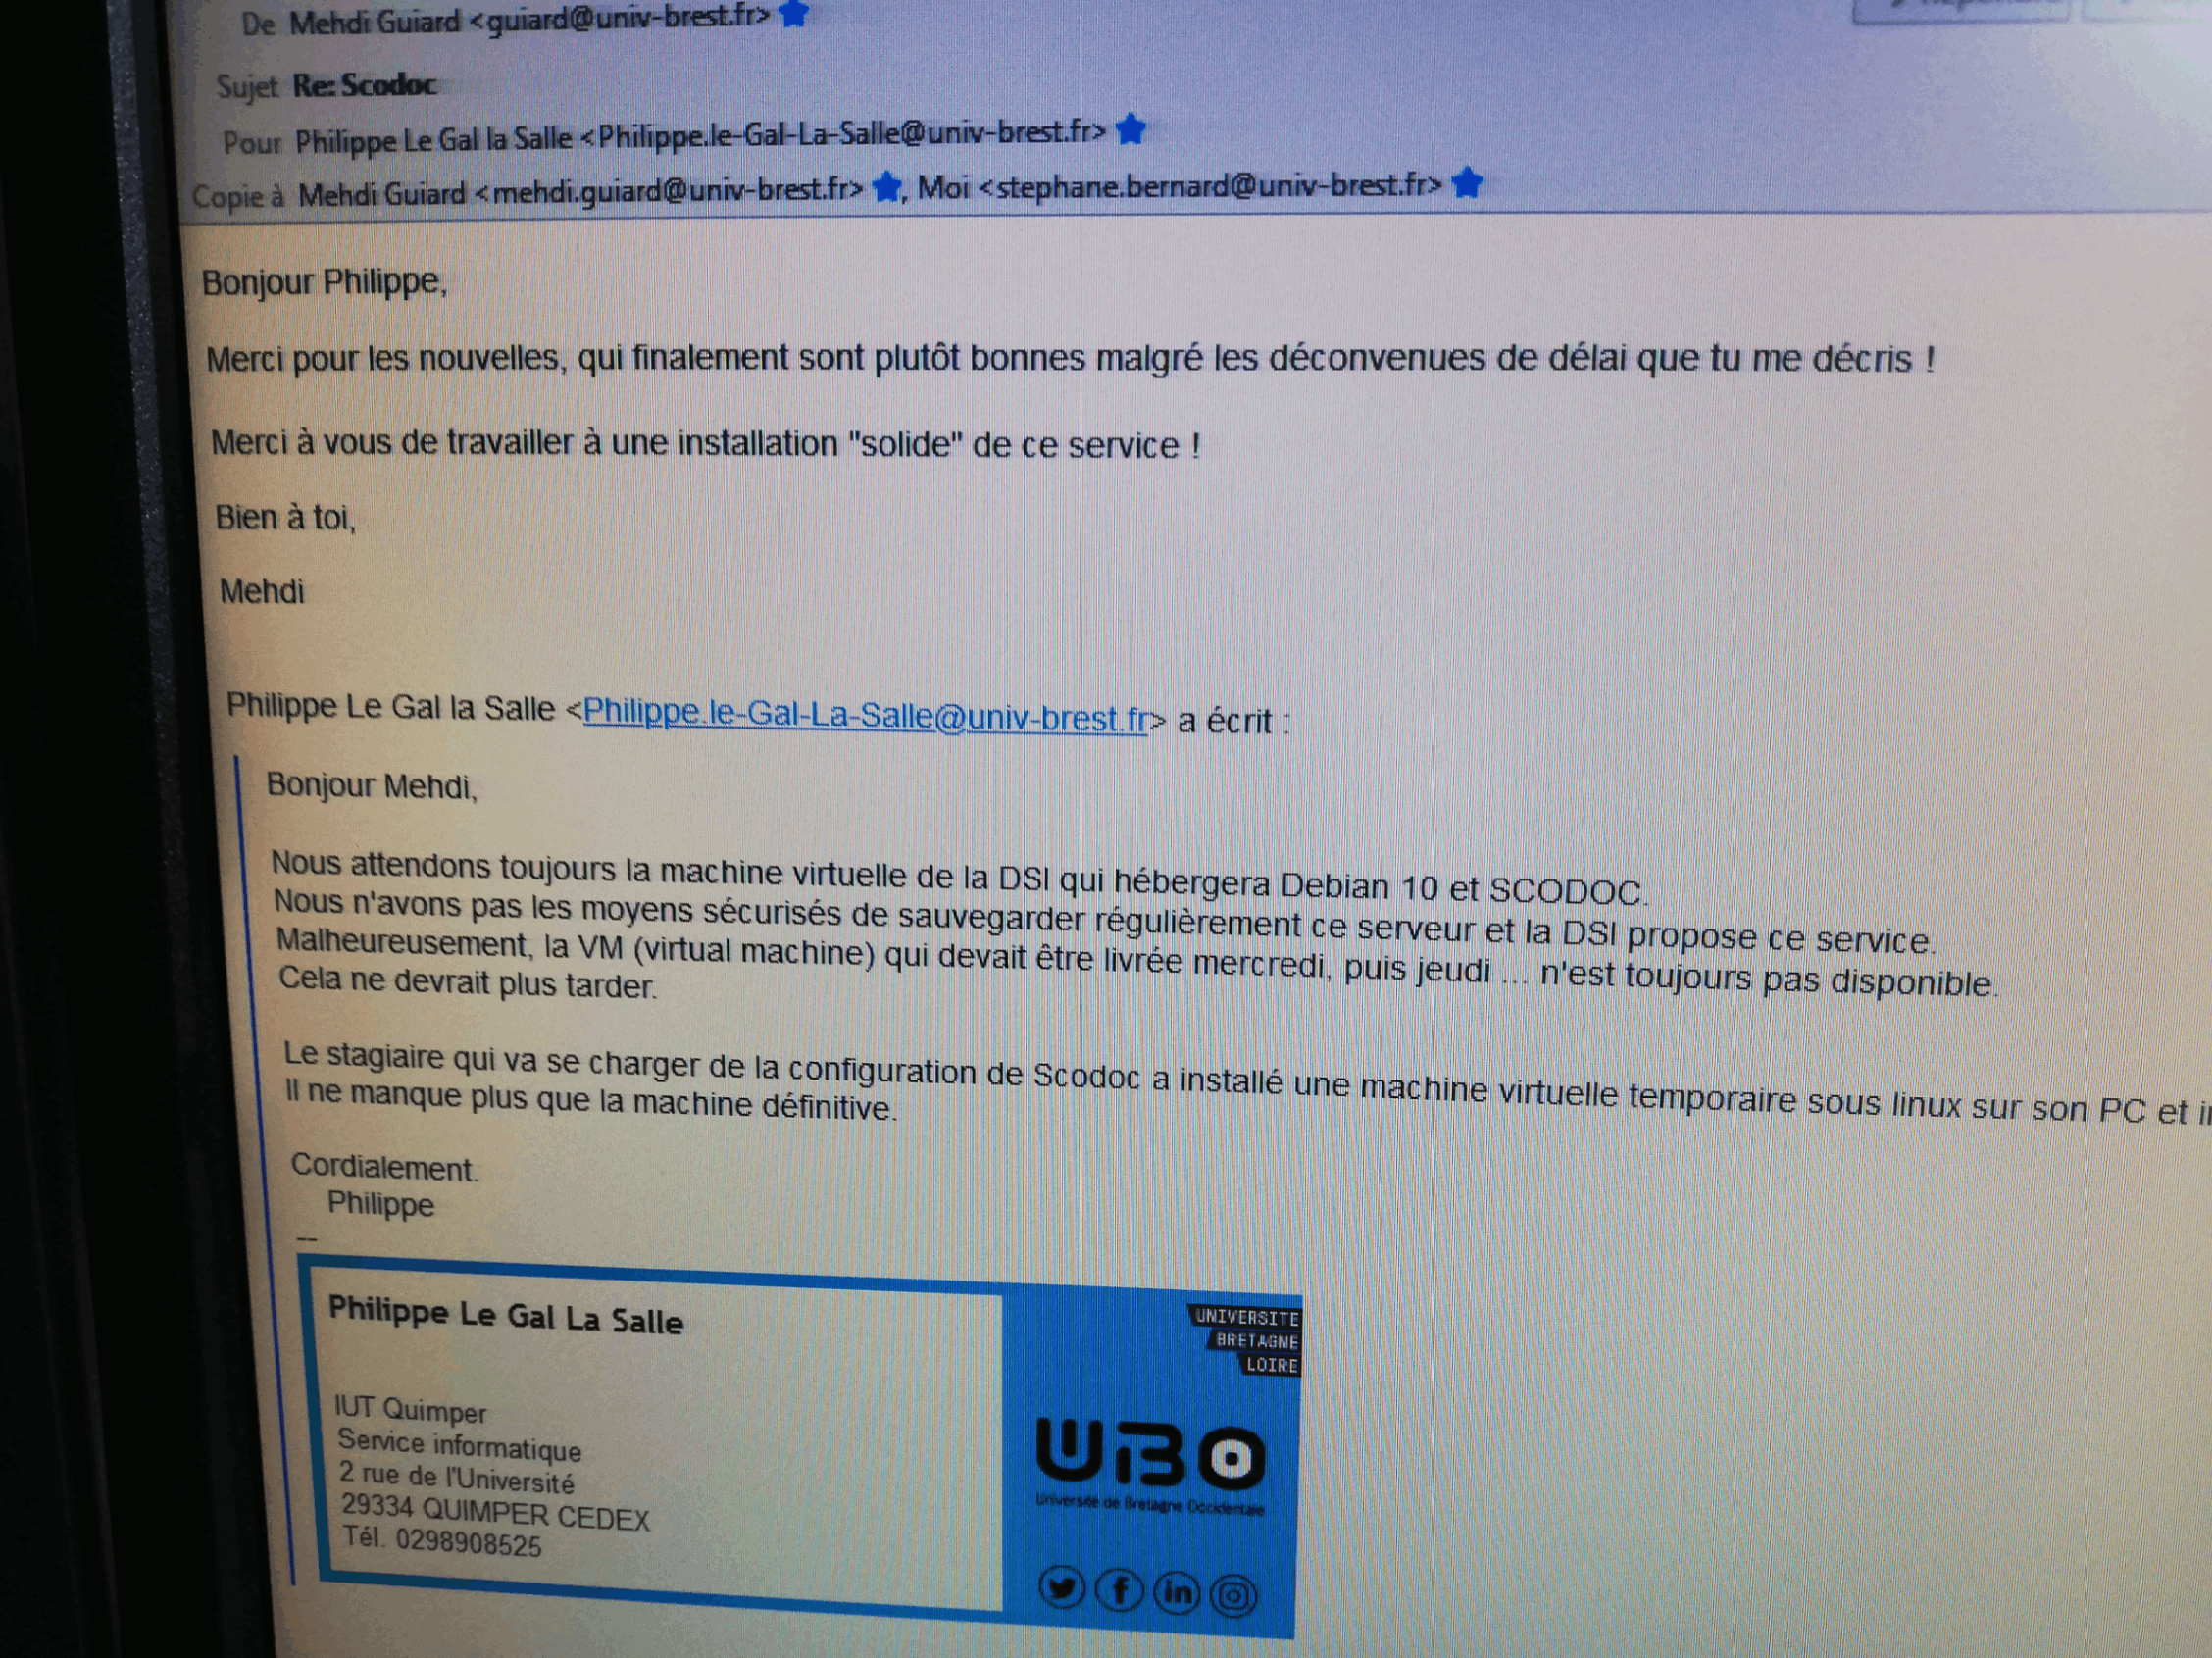 De Mehdi Guiard <guiard@univ-brest.fr>
Sujet Re: Scodoc
Pour Philippe Le Gal la Salle <Philippe.le-Gal-La-Salle@univ-brest.fr>
Copie à Mehdi Guiard <mehdi.guiard@univ-brest.fr> , Moi <stephane.bernard@univ-brest.fr>
Bonjour Philippe,
Merci pour les nouvelles, qui finalement sont plutôt bonnes malgré les déconvenues de délai que tu me décris !
Merci à vous de travailler à une installation "solide" de ce service !
Bien à toi,
Mehdi
Philippe Le Gal la Salle <Philippe.le-Gal-La-Salle@univ-brest.fr> a écrit :
Bonjour Mehdi,
Nous attendons toujours la machine virtuelle de la DSI qui hébergera Debian 10 et SCODOC.
Nous n'avons pas les moyens sécurisés de sauvegarder régulièrement ce serveur et la DSI propose ce service.
Malheureusement, la VM (virtual machine) qui devait être livrée mercredi, puis jeudi ... n'est toujours pas disponible.
Cela ne devrait plus tarder.
Le stagiaire qui va se charger de la configuration de Scodoc a installé une machine virtuelle temporaire sous linux sur son PC et
Il ne manque plus que la machine définitive.
Cordialement.
Philippe
--
Philippe Le Gal La Salle
IUT Quimper
Service informatique
2 rue de l'Université
29334 QUIMPER CEDEX
Tél. 0298908525
UNIVERSITE
BRETAGNE
LOIRE
UBO
Université de Bretagne Occidentale